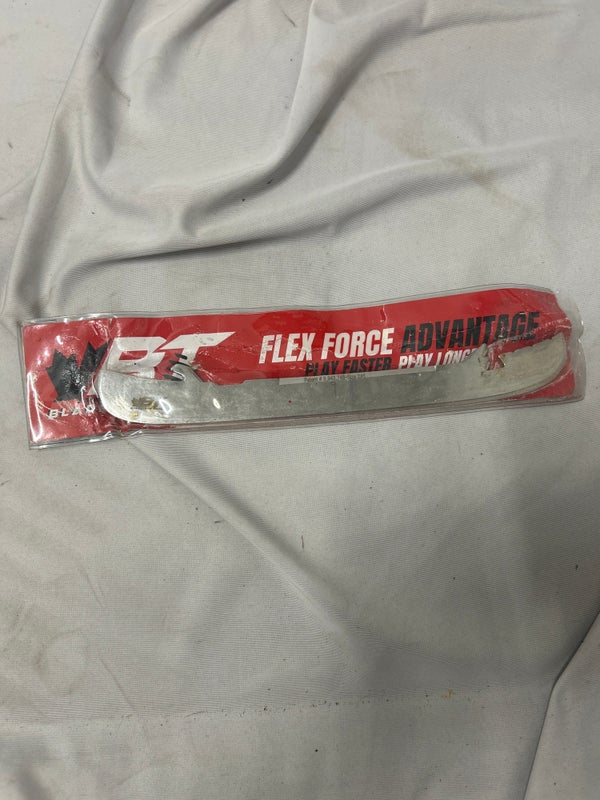 BT
FLEX FORCE ADVANTAGE
PLAY FASTER PLAY LONG
BLAD